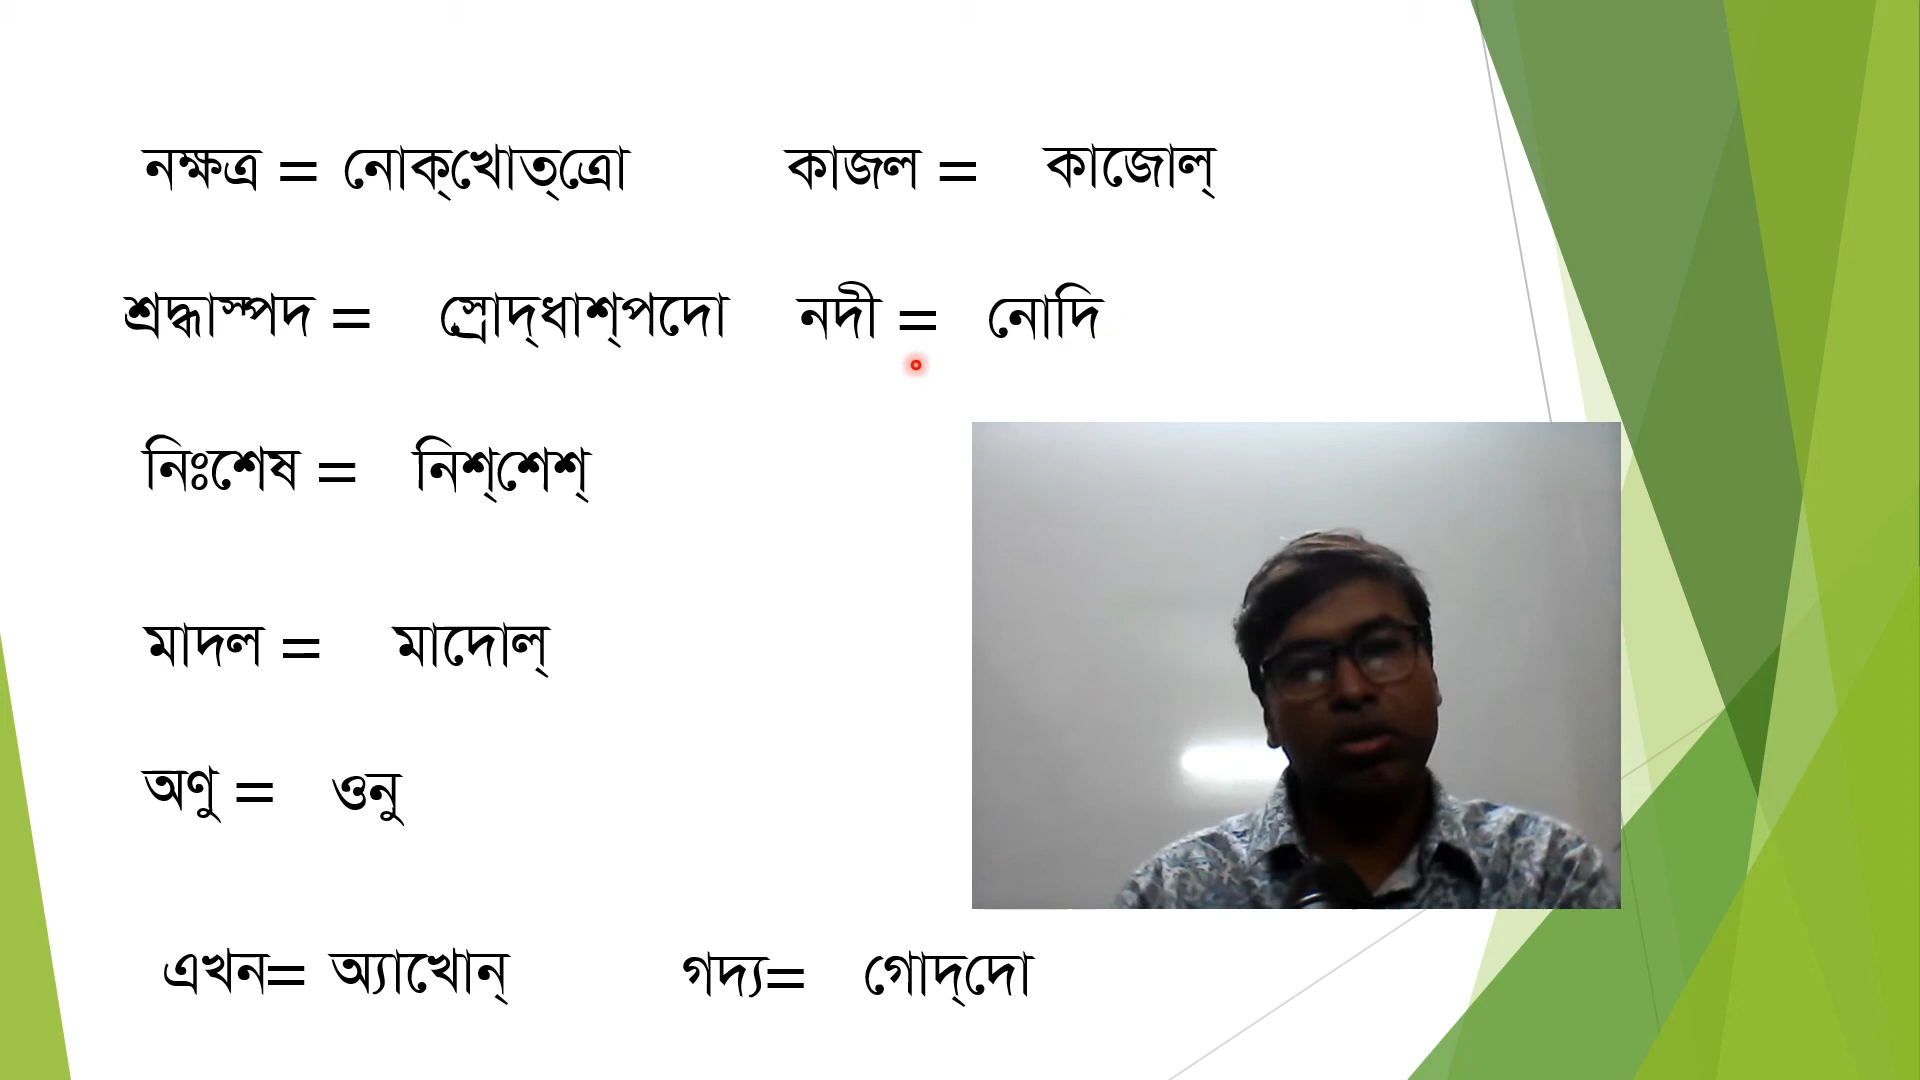 নক্ষত্র = নোক্‌খোত্‌ত্রো কাজল = কাজোল্
শ্রদ্ধাস্পদ = স্রোদ্‌ধাশ্‌পদো নদী = নোদি
নিঃশেষ = নিশ্‌শেশ্
মাদল = মাদোল্
অণু = ওনু
এখন= অ্যাখোন্ গদ্য= গোদ্‌দো